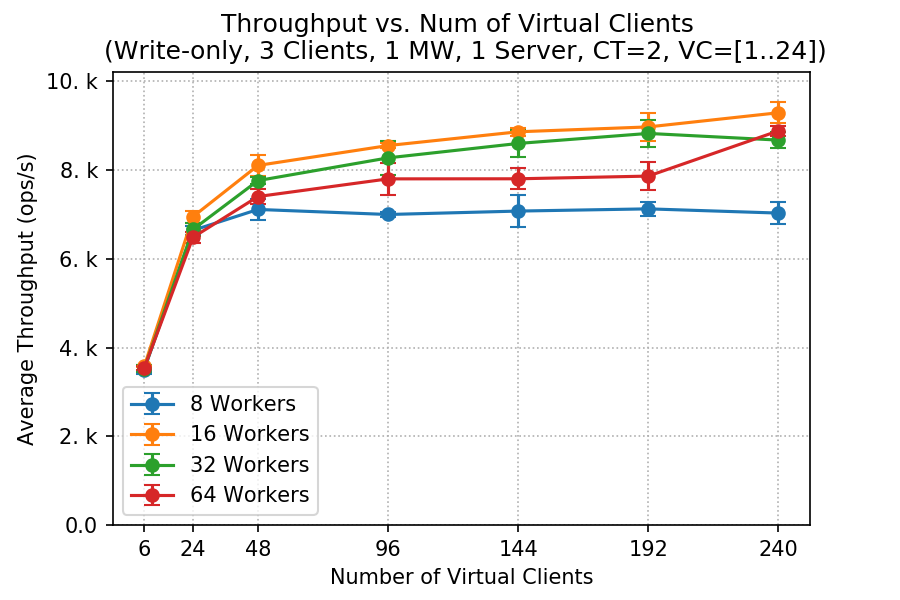 Throughput vs. Num of Virtual Clients
(Write-only, 3 Clients, 1 MW, 1 Server, CT=2, VC=[1..24])
Average Throughput (ops/s)
10. k
8. k
6. k
4. k
2. k
0.0
8 Workers
16 Workers
32 Workers
64 Workers
6 24 48 96 144 192 240
Number of Virtual Clients